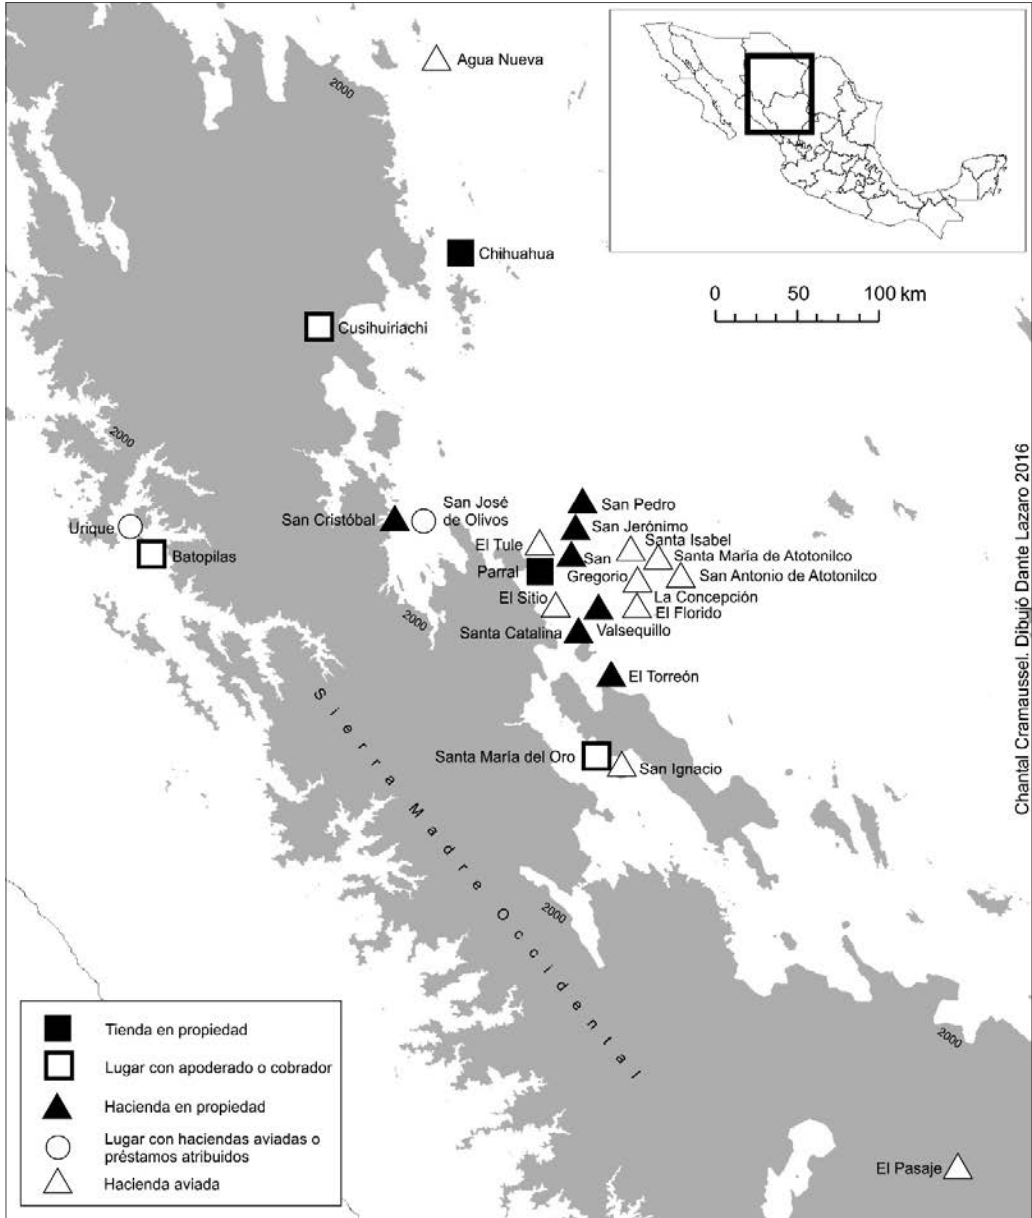 2000
Agua Nueva
Chihuahua
0 50 100 km
Cusihuiriachi
2000
San Pedro
San Cristóbal
San José
de Olivos
San Jerónimo
Urique
Santa Isabel
El Tule
Batopilas
San
Gregorio
Santa María de Atotonilco
Parral
San Antonio de Atotonilco
La Concepción
El Sitio
El Florido
2000
Santa Catalina
Valsequillo
El Torreón
Sierra Madre Occidental
Santa María del Oro
San Ignacio
2000
2000
El Pasaje
Chantal Cramaussel. Dibujó Dante Lazaro 2016
Tienda en propiedad
Lugar con apoderado o cobrador
Hacienda en propiedad
Lugar con haciendas aviadas o
préstamos atribuidos
Hacienda aviada